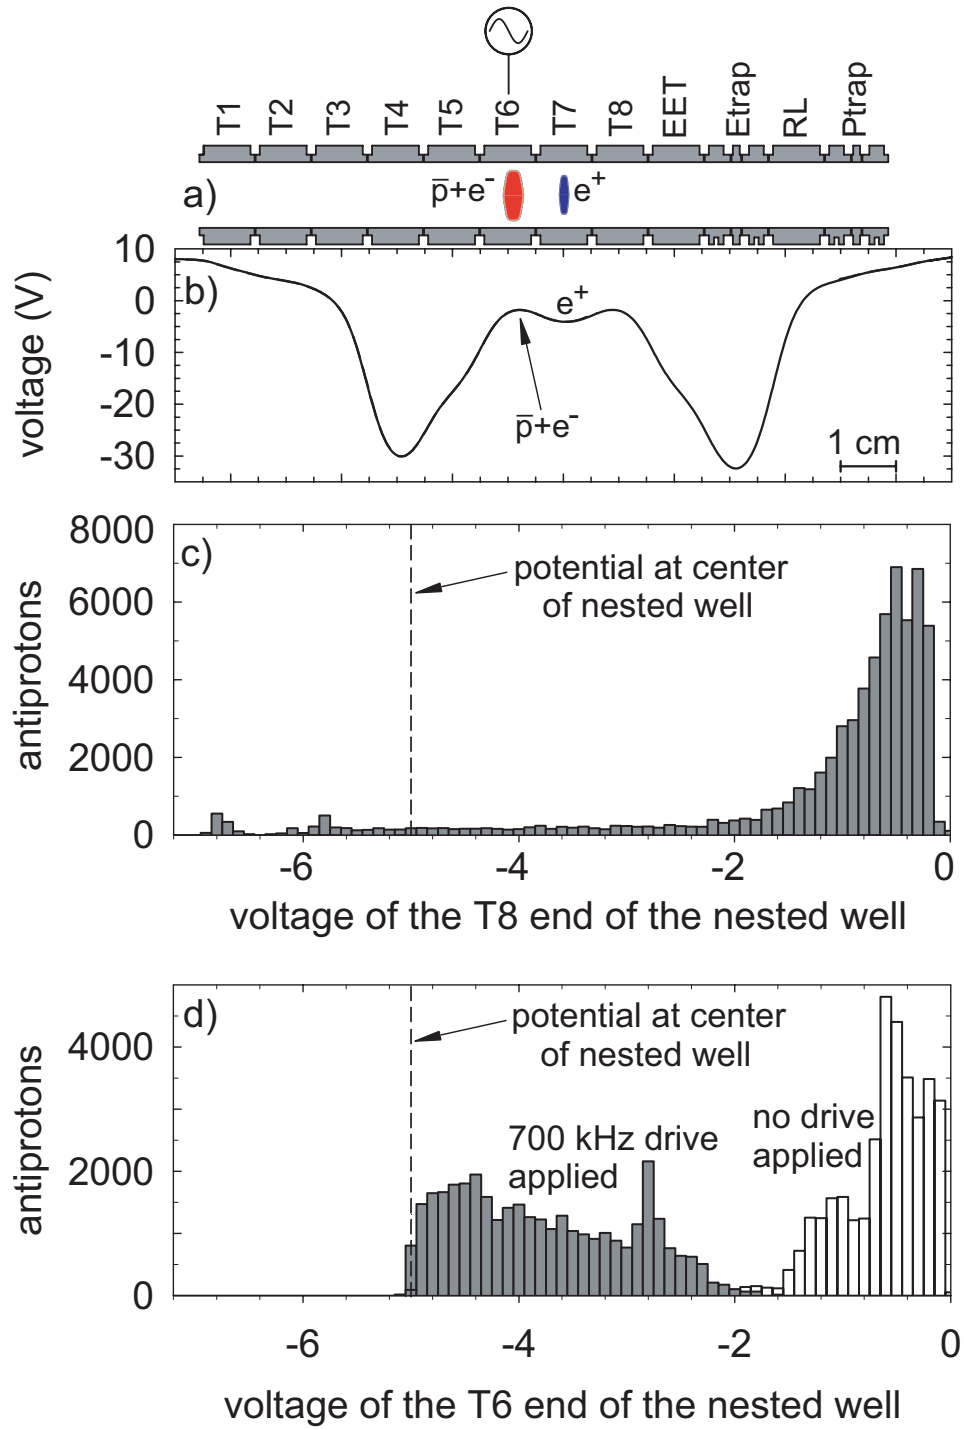 T1 T2 T3 T4 T5 T6 T7 T8 EET Etrap RL Ptrap
a) p̄+e⁻ e⁺
b)
voltage (V)
10
0
-10
-20
-30
e⁺
p̄+e⁻
1 cm
c)
antiprotons
8000
6000
4000
2000
0
potential at center
of nested well
-6 -4 -2 0
voltage of the T8 end of the nested well
d)
antiprotons
4000
2000
0
potential at center
of nested well
700 kHz drive
applied
no drive
applied
-6 -4 -2 0
voltage of the T6 end of the nested well